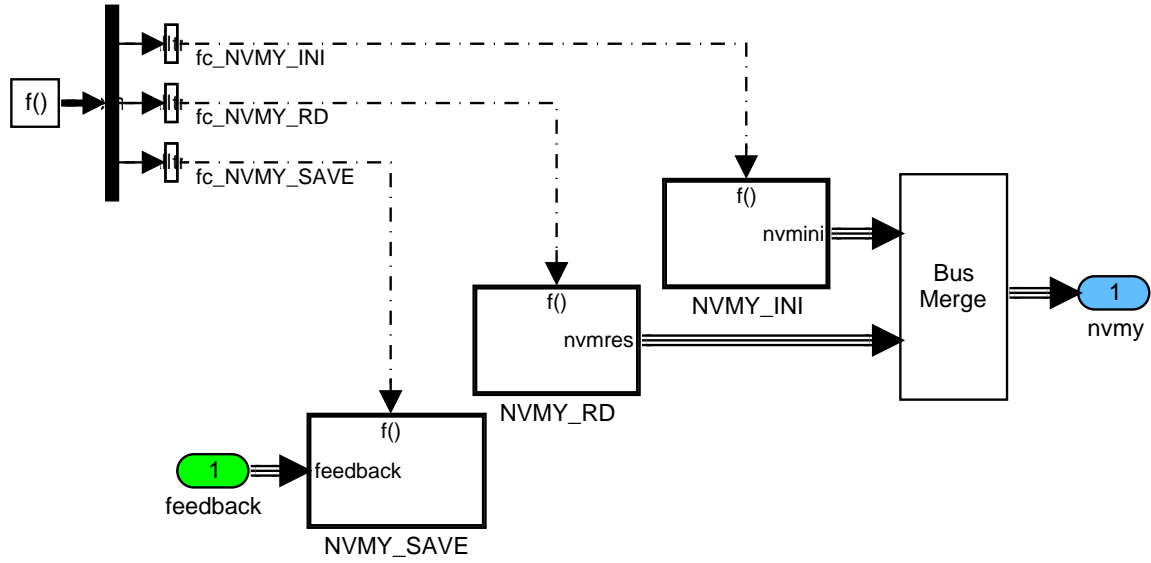 f()
fc_NVMY_INI
fc_NVMY_RD
fc_NVMY_SAVE
f()
nvmini
NVMY_INI
f()
nvmres
NVMY_RD
f()
feedback
NVMY_SAVE
1
feedback
Bus
Merge
1
nvmy